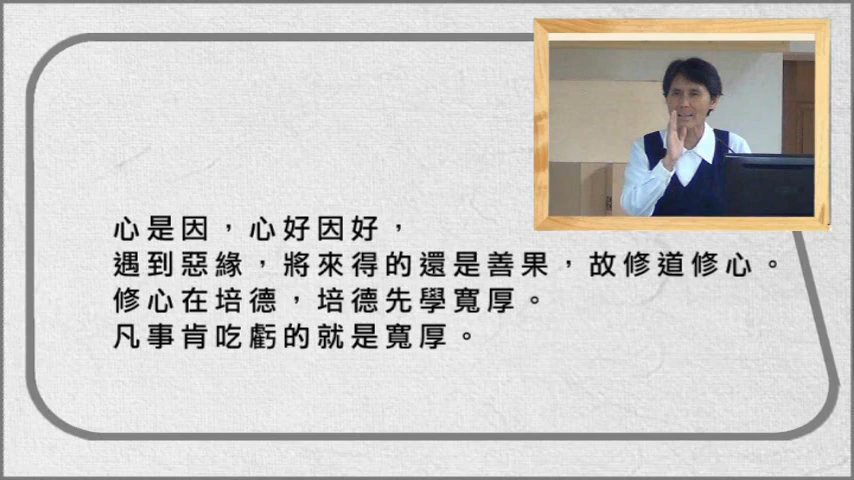 心是因，心好因好，
遇到惡緣，將來得的還是善果，故修道修心。
修心在培德，培德先學寬厚。
凡事肯吃虧的就是寬厚。